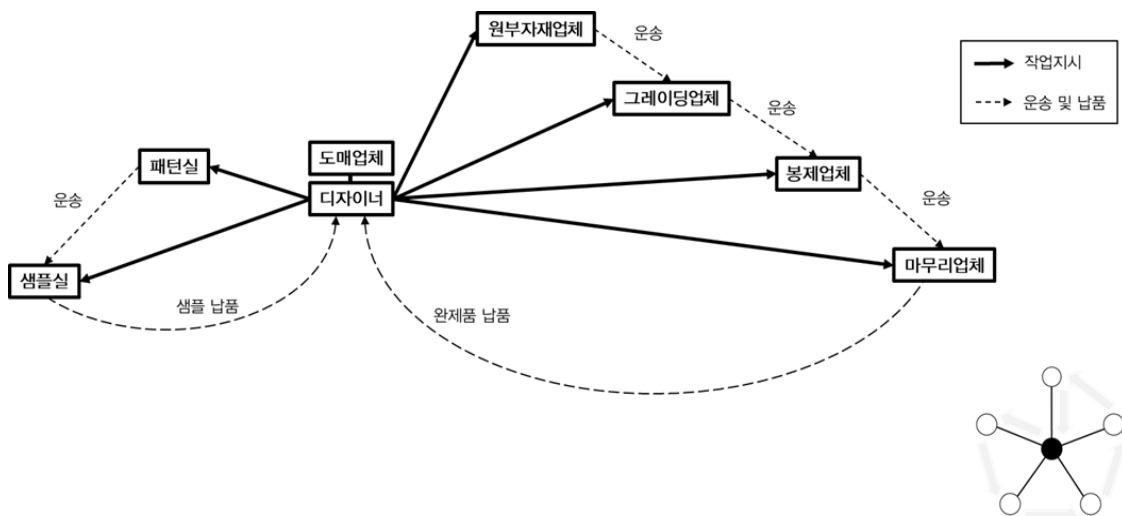 원부자재업체
운송
작업지시
그레이딩업체
운송
운송 및 납품
도매업체
패턴실
디자이너
봉제업체
운송
운송
샘플실
마무리업체
샘플 납품
완제품 납품